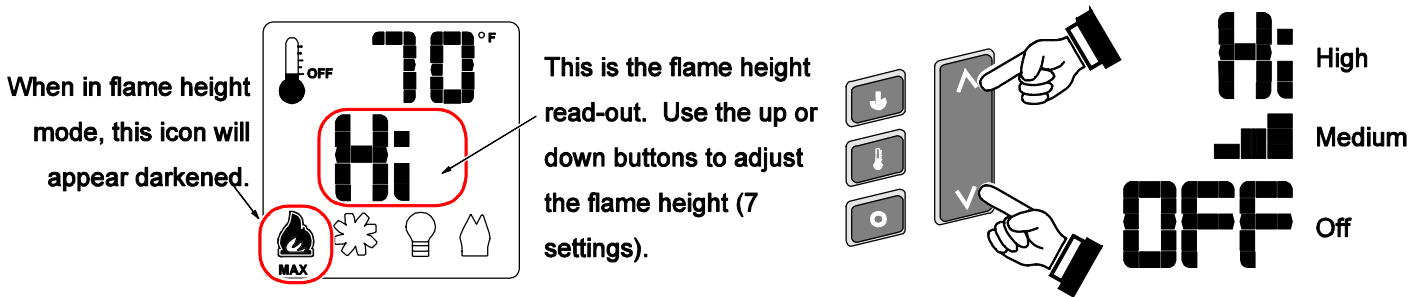 When in flame height
mode, this icon will
appear darkened.
OFF
70 °F
Hi
MAX
This is the flame height
read-out. Use the up or
down buttons to adjust
the flame height (7
settings).
Hi High
Medium
OFF Off